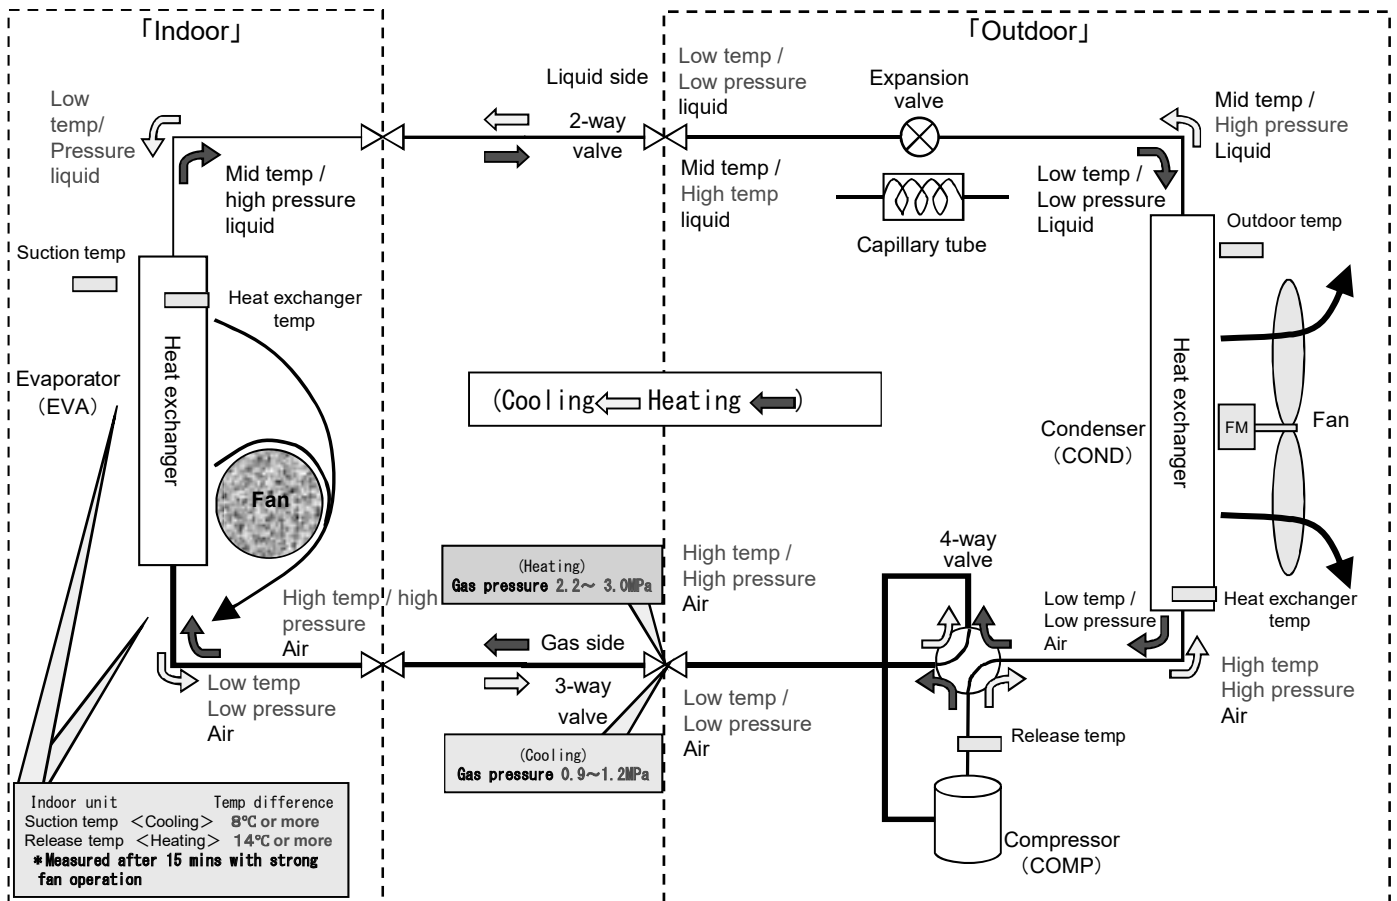 「Indoor」
「Outdoor」
Low
temp/
Pressure
liquid
Mid temp /
high pressure
liquid
Liquid side
2-way
valve
Low temp /
Low pressure
liquid
Mid temp /
High temp
liquid
Expansion
valve
Capillary tube
Mid temp /
High pressure
Liquid
Low temp /
Low pressure
Liquid
Outdoor temp
Suction temp
Heat exchanger
temp
Heat exchanger
Evaporator
(EVA)
Fan
(Cooling Heating )
Condenser
(COND)
Heat exchanger
FM
Fan
4-way
valve
(Heating)
Gas pressure 2.2～ 3.0MPa
High temp /
High pressure
Air
High temp / high
pressure
Air
Gas side
3-way
valve
Low temp
Low pressure
Air
Low temp /
Low pressure
Air
Low temp /
Low pressure
Air
Heat exchanger
temp
High temp
High pressure
Air
(Cooling)
Gas pressure 0.9～1.2MPa
Release temp
Compressor
(COMP)
Indoor unit Temp difference
Suction temp ＜Cooling＞ 8℃ or more
Release temp ＜Heating＞ 14℃ or more
*Measured after 15 mins with strong
fan operation